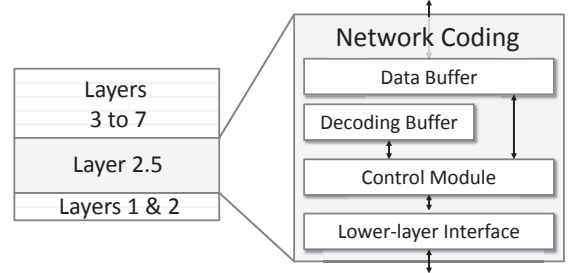 Layers
3 to 7
Layer 2.5
Layers 1 & 2
Network Coding
Data Buffer
Decoding Buffer
Control Module
Lower-layer Interface